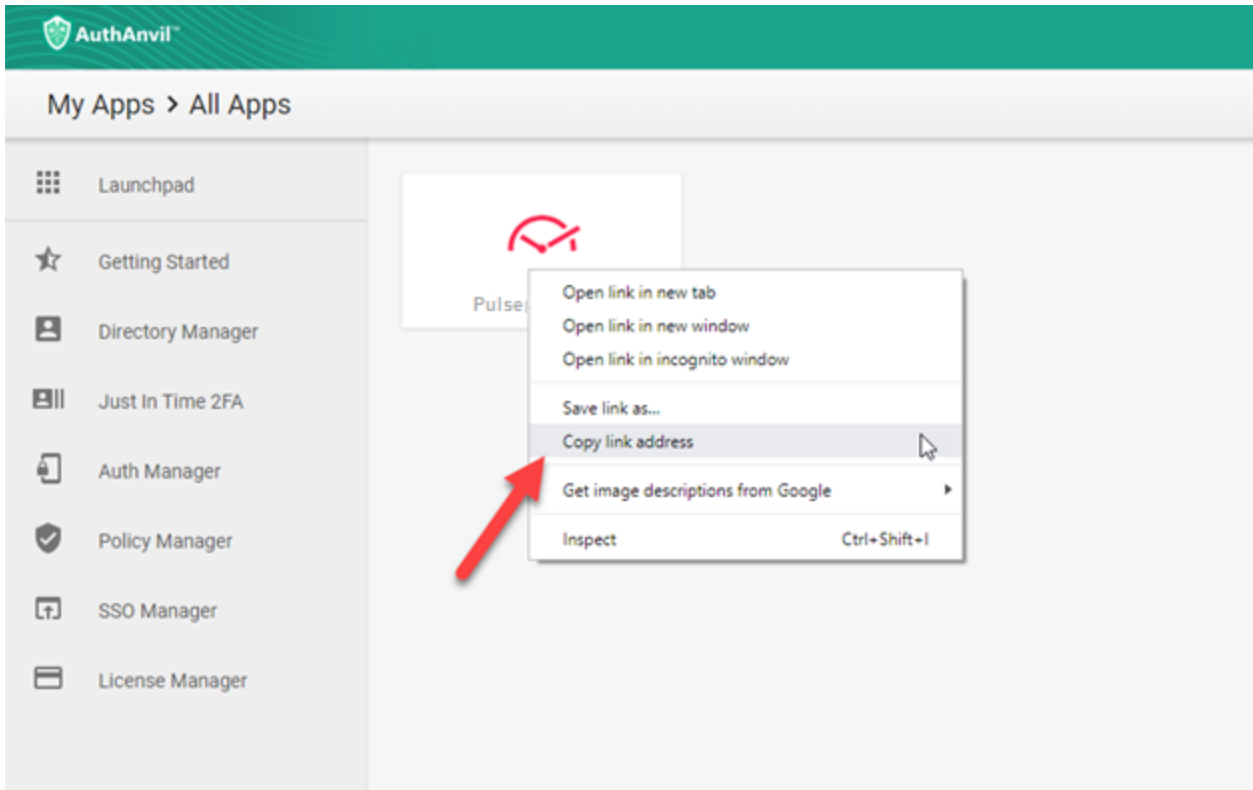 AuthAnvil™
My Apps > All Apps
Launchpad
Getting Started
Directory Manager
Just In Time 2FA
Auth Manager
Policy Manager
SSO Manager
License Manager
Open link in new tab
Open link in new window
Open link in incognito window
Save link as...
Copy link address
Get image descriptions from Google
Inspect Ctrl+Shift+I